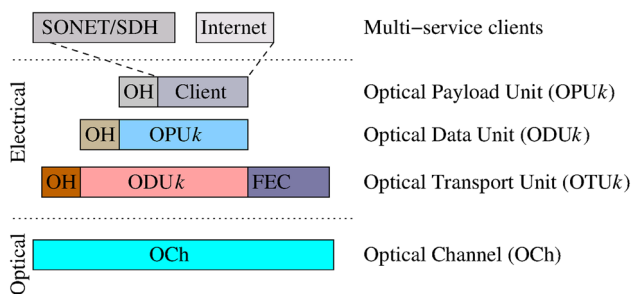 SONET/SDH Internet Multi−service clients
Electrical
OH Client Optical Payload Unit (OPUk)
OH OPUk Optical Data Unit (ODUk)
OH ODUk FEC Optical Transport Unit (OTUk)
Optical
OCh Optical Channel (OCh)